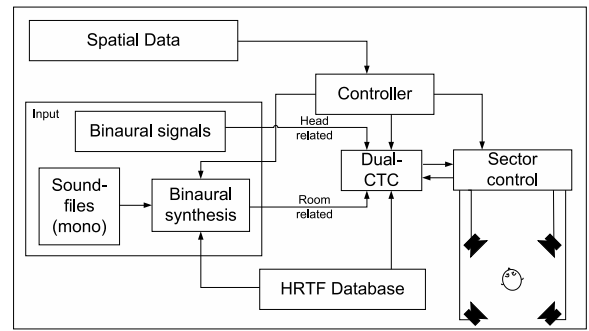 Spatial Data
Controller
Input
Binaural signals
Head
related
Dual-
CTC
Sector
control
Sound-
files
(mono)
Binaural
synthesis
Room
related
HRTF Database